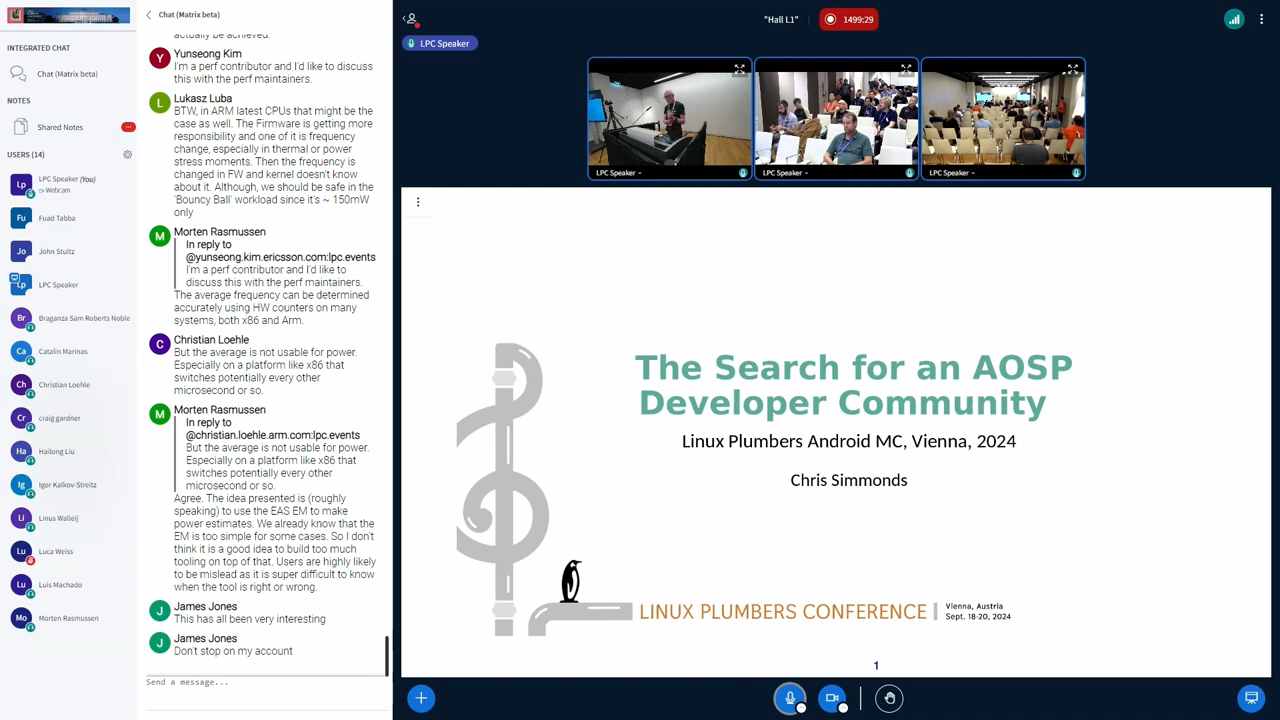 INTEGRATED CHAT
Chat (Matrix beta)
NOTES
Shared Notes
USERS (14)
Lp
LPC Speaker (You)
Webcam
Fu
Fuad Tabba
Jo
John Stultz
Lp
LPC Speaker
Br
Braganza Sam Roberts Noble
Ca
Catalin Marinas
Ch
Christian Loehle
Cr
craig gardner
Ha
Hailong Liu
Ig
Igor Kalkov-Streitz
Li
Linus Walleij
Lu
Luca Weiss
Lu
Luis Machado
Mo
Morten Rasmussen
Chat (Matrix beta)
actually be achieved.
Y
Yunseong Kim
I'm a perf contributor and I'd like to discuss
this with the perf maintainers.
L
Lukasz Luba
BTW, in ARM latest CPUs that might be the
case as well. The Firmware is getting more
responsibility and one of it is frequency
change, especially in thermal or power
stress moments. Then the frequency is
changed in FW and kernel doesn't know
about it. Although, we should be safe in the
'Bouncy Ball' workload since it's ~ 150mW
only
M
Morten Rasmussen
In reply to
@yunseong.kim.ericsson.com:lpc.events
I'm a perf contributor and I'd like to
discuss this with the perf maintainers.
The average frequency can be determined
accurately using HW counters on many
systems, both x86 and Arm.
C
Christian Loehle
But the average is not usable for power.
Especially on a platform like x86 that
switches potentially every other
microsecond or so.
M
Morten Rasmussen
In reply to
@christian.loehle.arm.com:lpc.events
But the average is not usable for power.
Especially on a platform like x86 that
switches potentially every other
microsecond or so.
Agree. The idea presented is (roughly
speaking) to use the EAS EM to make
power estimates. We already know that the
EM is too simple for some cases. So I don't
think it is a good idea to build too much
tooling on top of that. Users are highly likely
to be mislead as it is super difficult to know
when the tool is right or wrong.
J
James Jones
This has all been very interesting
J
James Jones
Don't stop on my account
Send a message...
"Hall L1"
1499:29
LPC Speaker
LPC Speaker
LPC Speaker
LPC Speaker
The Search for an AOSP
Developer Community
Linux Plumbers Android MC, Vienna, 2024
Chris Simmonds
LINUX PLUMBERS CONFERENCE
Vienna, Austria
Sept. 18-20, 2024
1